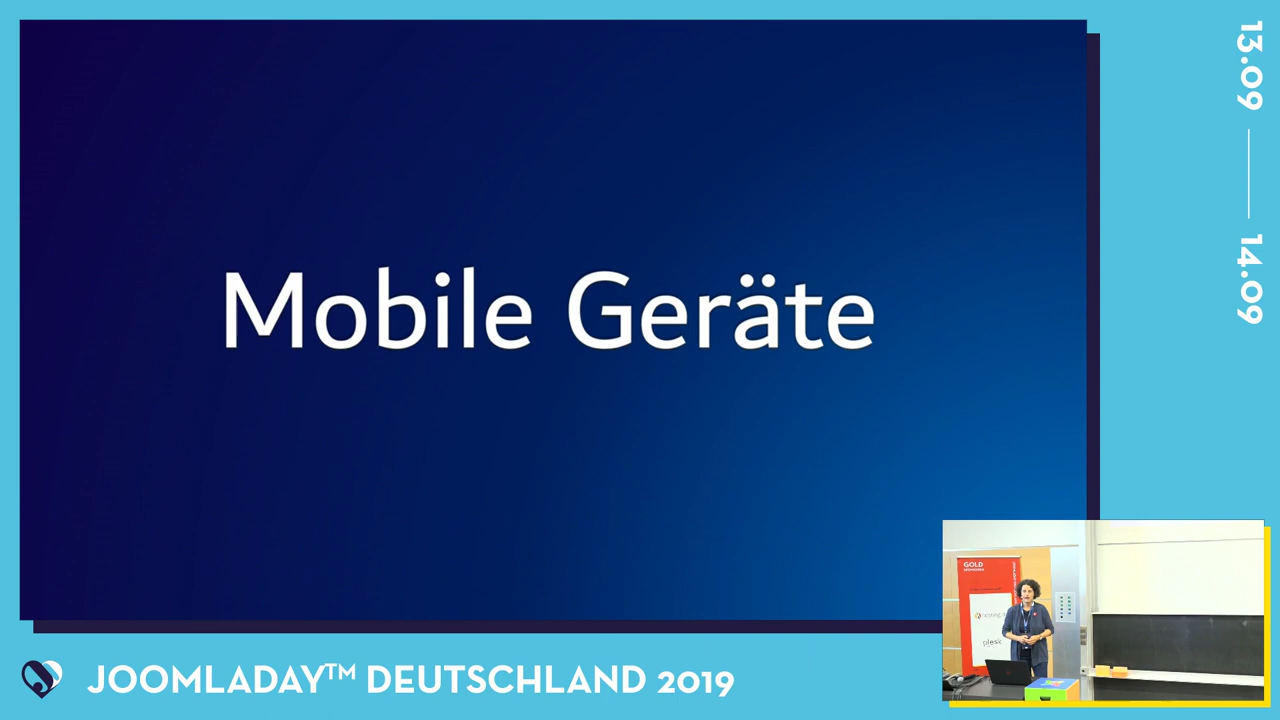 Mobile Geräte
13.09
14.09
GOLD
plesk
JOOMLADAY™ DEUTSCHLAND 2019